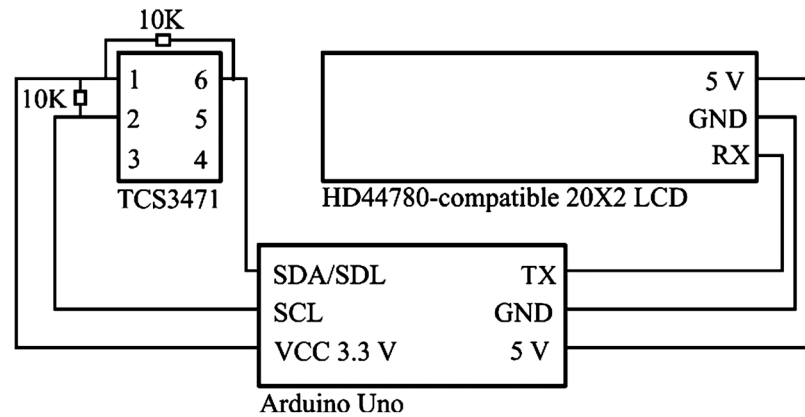 10K
10K
1 6
2 5
3 4
TCS3471
5 V
GND
RX
HD44780-compatible 20X2 LCD
SDA/SDL TX
SCL GND
VCC 3.3 V 5 V
Arduino Uno